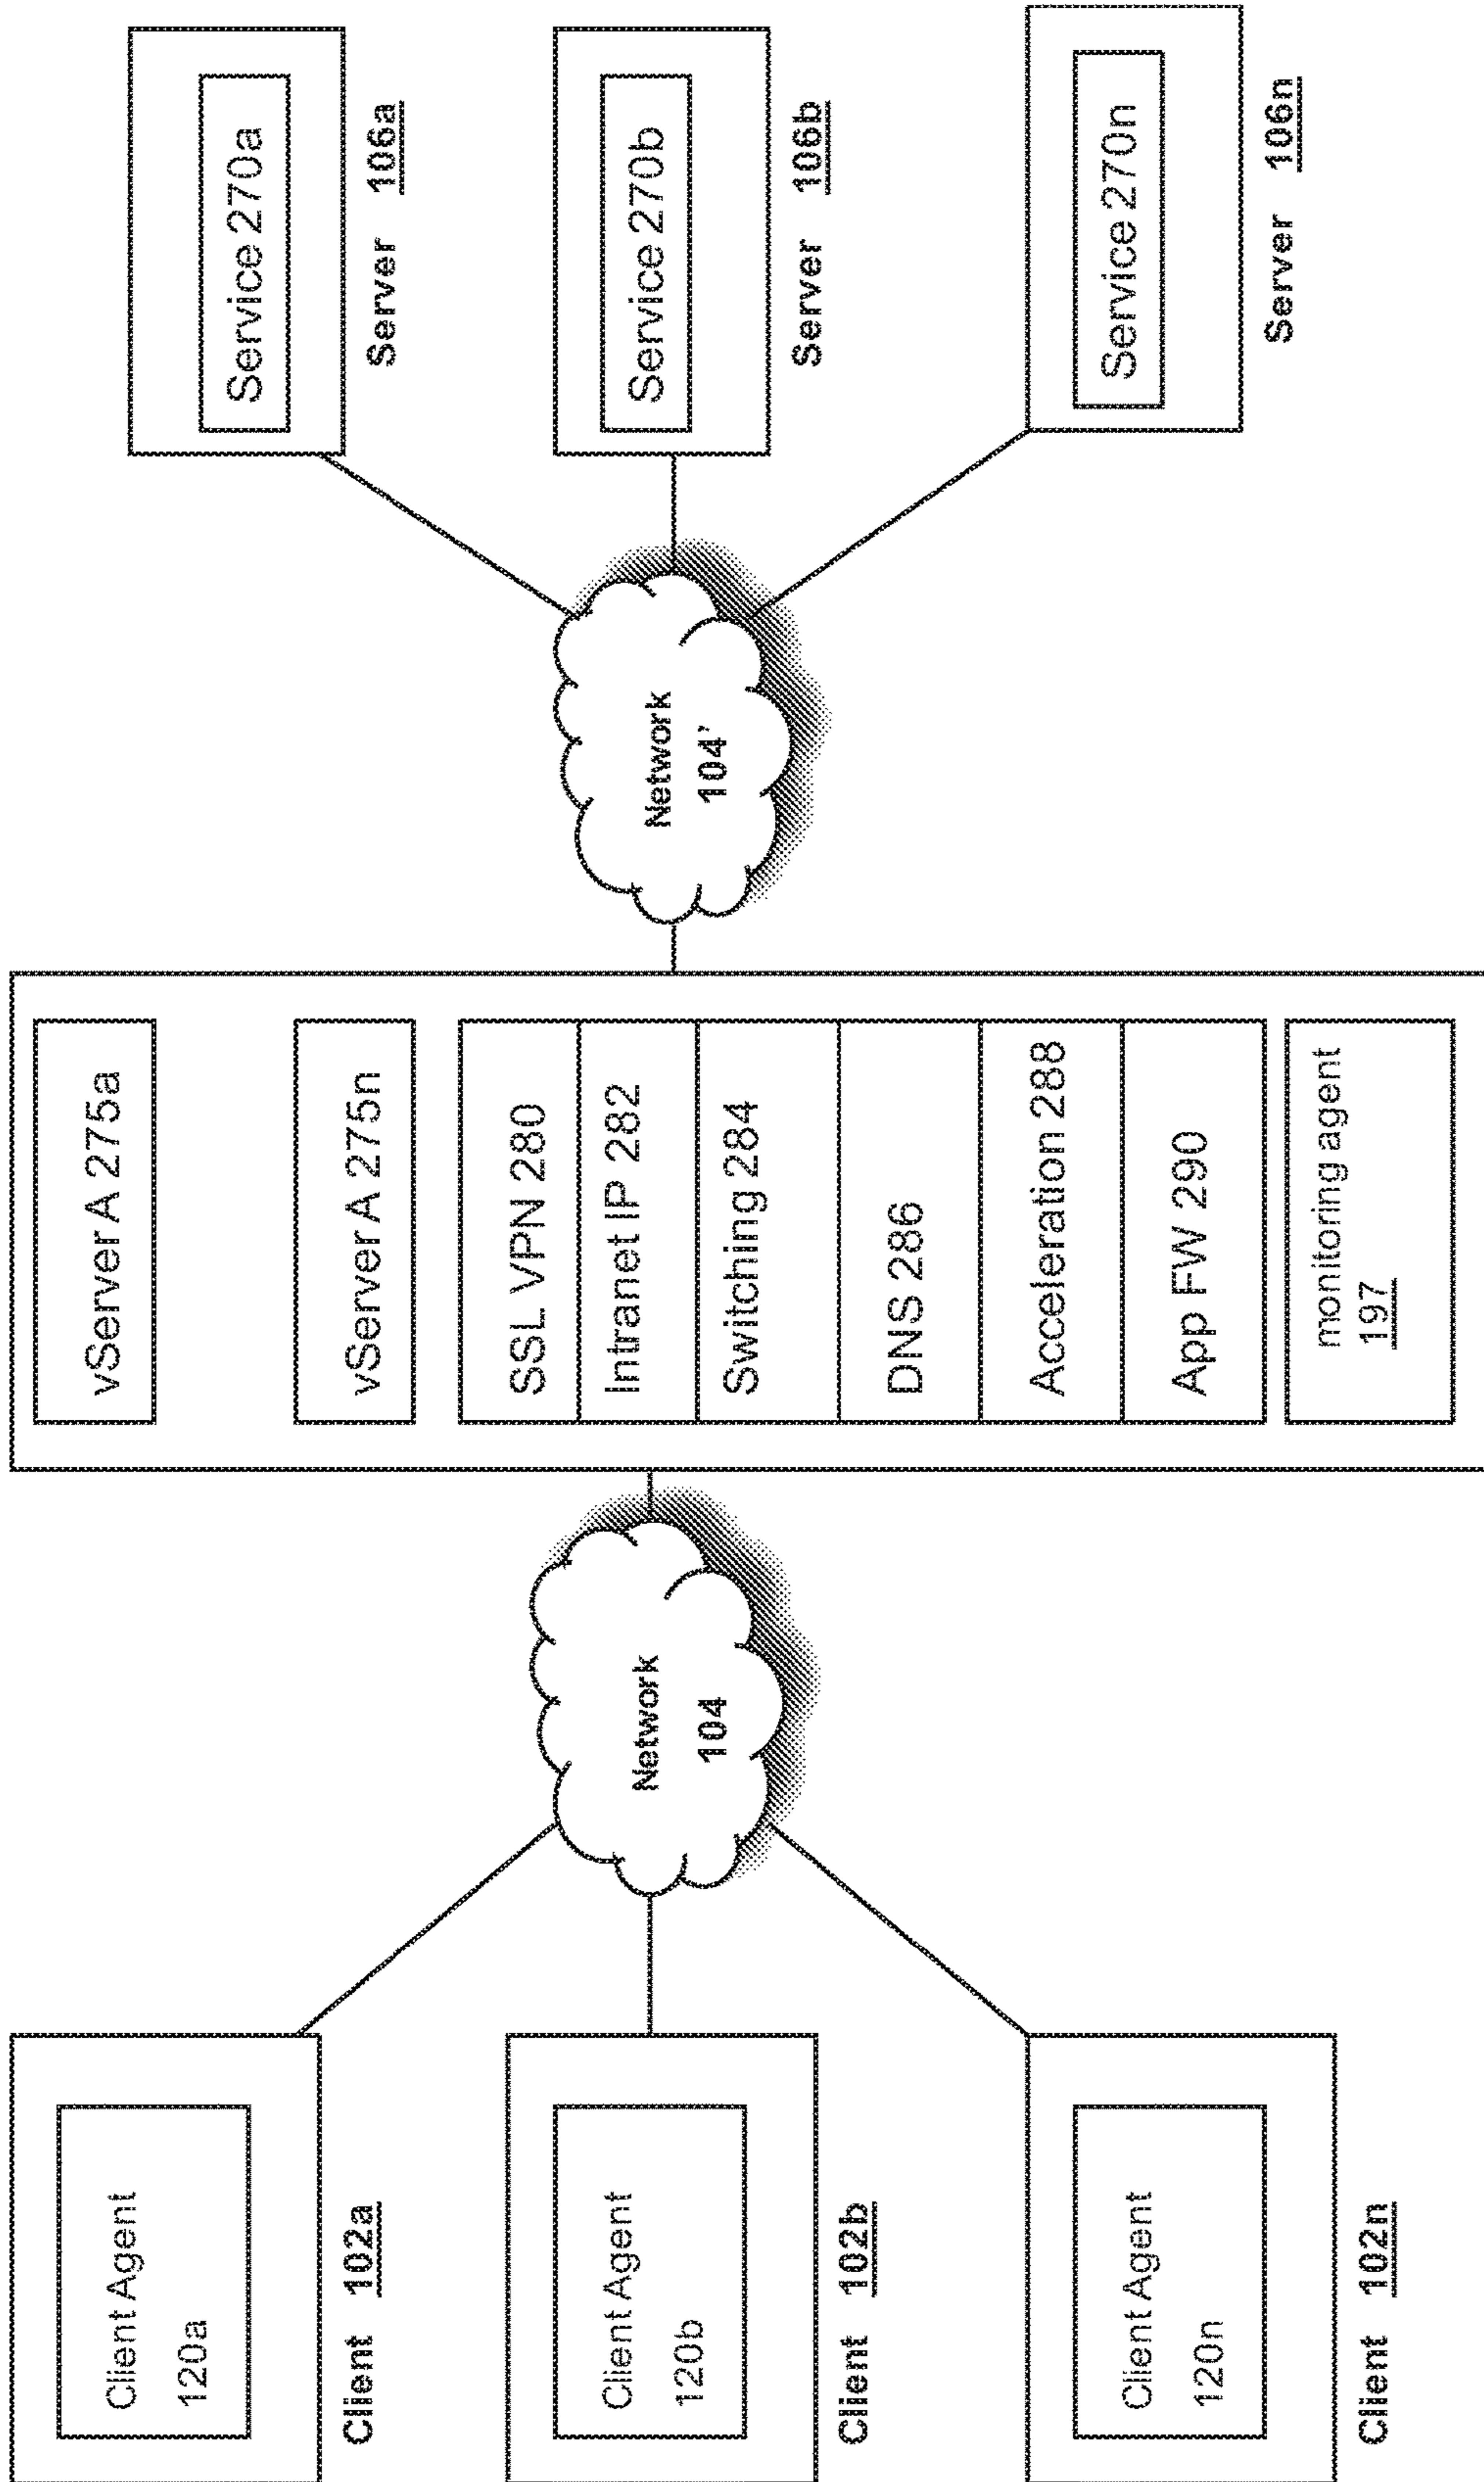 Client Agent
120a
Client 102a
Client Agent
120b
Client 102b
Client Agent
120n
Client 102n
Network
104
vServer A 275a
vServer A 275n
SSL VPN 280
Intranet IP 282
Switching 284
DNS 286
Acceleration 288
App FW 290
monitoring agent
197
Network
104'
Service 270a
Server 106a
Service 270b
Server 106b
Service 270n
Server 106n